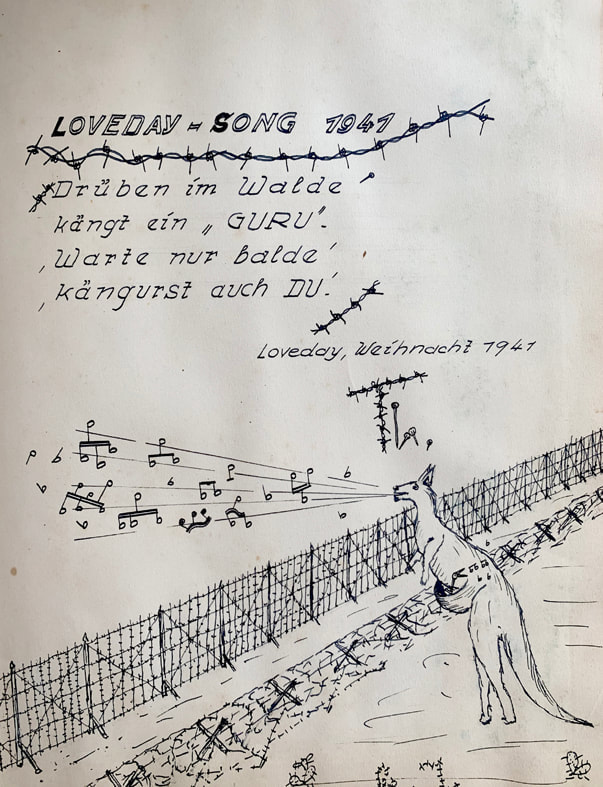 LOVEDAY = SONG 1941
Drüben im Walde
kängt ein „GURU“.
‚Warte nur balde‘
‚kängurst auch DU.‘
Loveday, Weihnacht 1941